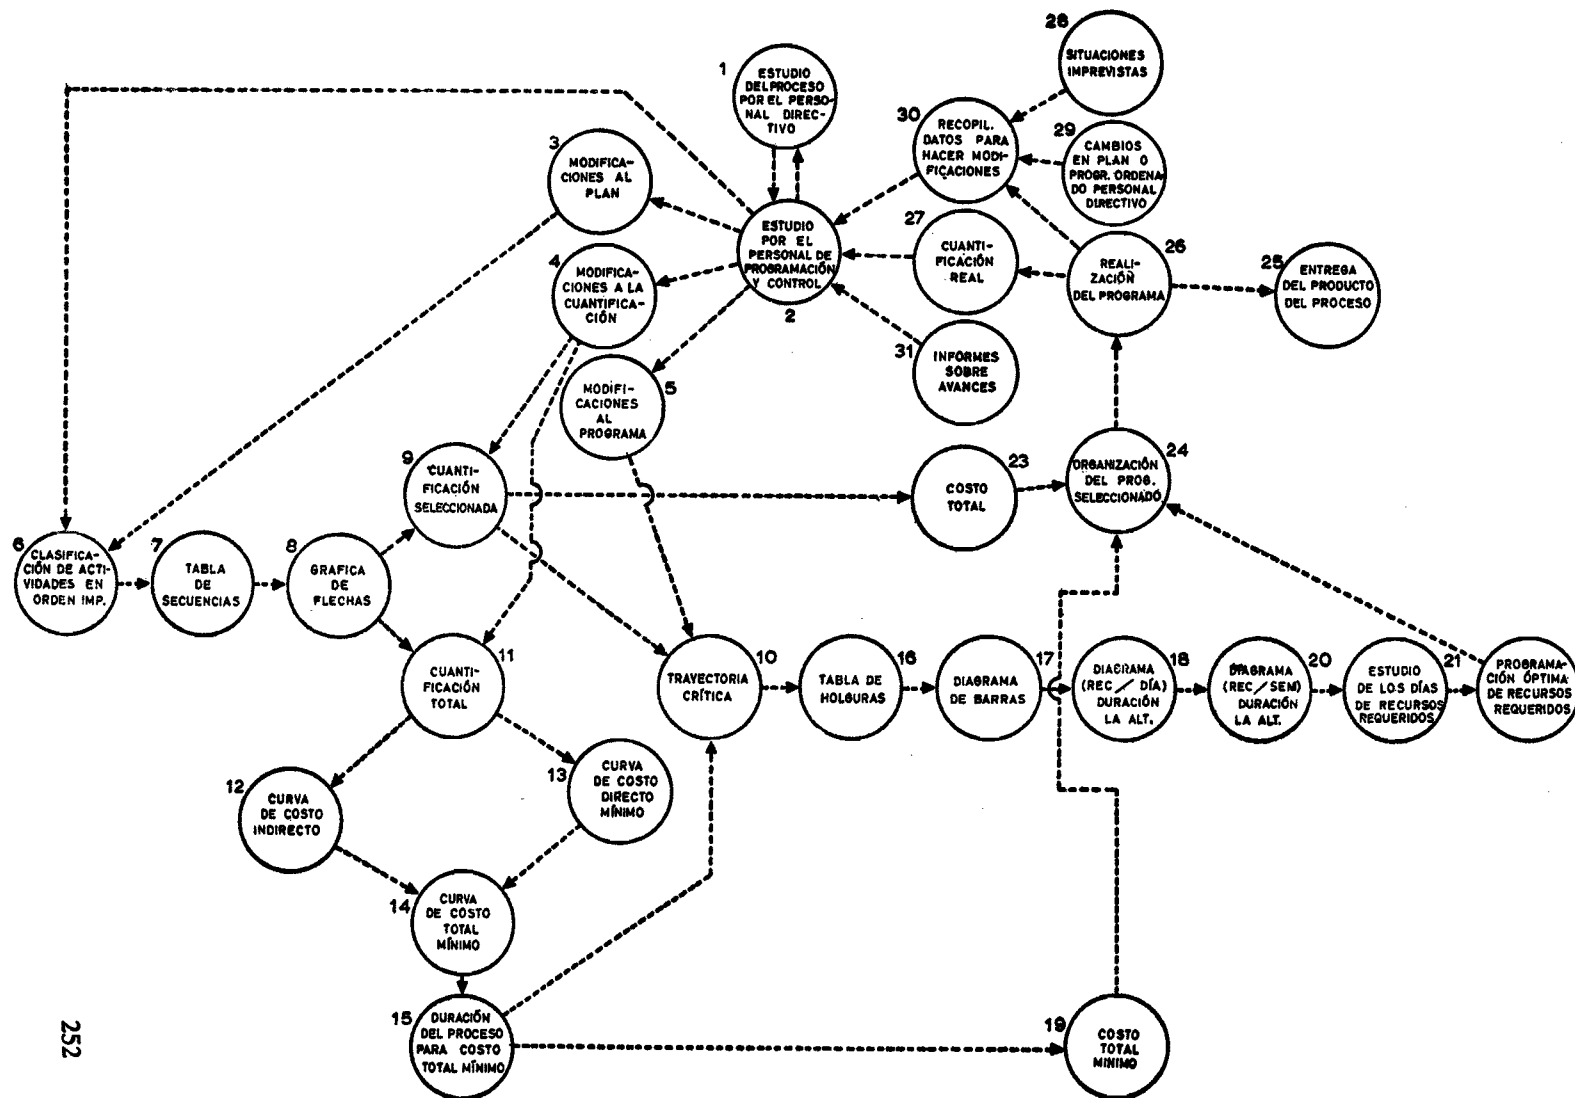 28
SITUACIONES
IMPREVISTAS
1
ESTUDIO
DEL PROCESO
POR EL PERSO-
NAL DIREC-
TIVO
30
RECOPIL.
DATOS PARA
HACER MODI-
FICACIONES
29
CAMBIOS
EN PLAN O
PROGR. ORDENA-
DO PERSONAL
DIRECTIVO
3
MODIFICA-
CIONES AL
PLAN
ESTUDIO
POR EL
PERSONAL DE
PROGRAMACIÓN
Y CONTROL
2
27
CUANTI-
FICACIÓN
REAL
26
REALI-
ZACIÓN
DEL PROGRAMA
25
ENTREGA
DEL PRODUCTO
DEL PROCESO
4
MODIFICA-
CIONES A LA
CUANTIFICA-
CIÓN
31
INFORMES
SOBRE
AVANCES
5
MODIFI-
CACIONES
AL
PROGRAMA
9
CUANTI-
FICACIÓN
SELECCIONADA
23
COSTO
TOTAL
24
ORGANIZACIÓN
DEL PROG.
SELECCIONADO
6
CLASIFICA-
CIÓN DE ACTI-
VIDADES EN
ORDEN IMP.
7
TABLA
DE
SECUENCIAS
8
GRAFICA
DE
FLECHAS
11
CUANTI-
FICACIÓN
TOTAL
10
TRAYECTORIA
CRÍTICA
16
TABLA DE
HOLGURAS
17
DIAGRAMA
DE BARRAS
18
DIAGRAMA
(REC/DÍA)
DURACIÓN
LA ALT.
20
DIAGRAMA
(REC/SEM)
DURACIÓN
LA ALT.
21
ESTUDIO
DE LOS DÍAS
DE RECURSOS
REQUERIDOS
PROGRAMA-
CIÓN ÓPTIMA
DE RECURSOS
REQUERIDOS
12
CURVA
DE COSTO
INDIRECTO
13
CURVA
DE COSTO
DIRECTO
MÍNIMO
14
CURVA
DE COSTO
TOTAL
MÍNIMO
15
DURACIÓN
DEL PROCESO
PARA COSTO
TOTAL MÍNIMO
19
COSTO
TOTAL
MINIMO
252